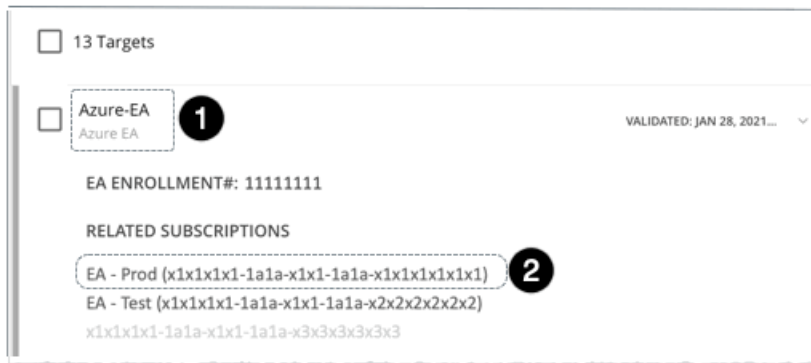 13 Targets
Azure-EA
1
Azure EA
VALIDATED: JAN 28, 2021...
EA ENROLLMENT#: 11111111
RELATED SUBSCRIPTIONS
EA - Prod (x1x1x1x1-1a1a-x1x1-1a1a-x1x1x1x1x1x1)
2
EA - Test (x1x1x1x1-1a1a-x1x1-1a1a-x2x2x2x2x2x2)
x1x1x1x1-1a1a-x1x1-1a1a-x3x3x3x3x3x3